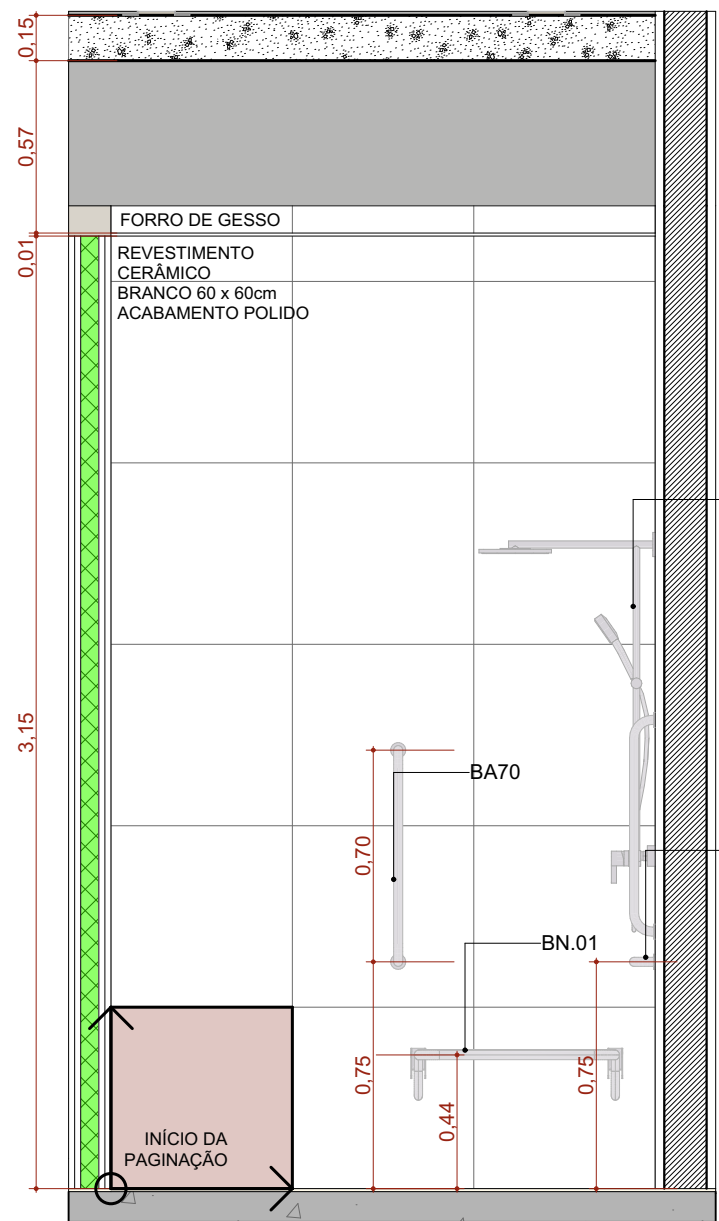 0,15
0,57
FORRO DE GESSO
0,01
REVESTIMENTO
CERÂMICO
BRANCO 60 x 60cm
ACABAMENTO POLIDO
3,15
BA70
0,70
BN.01
0,75
0,44
0,75
INÍCIO DA
PAGINAÇÃO